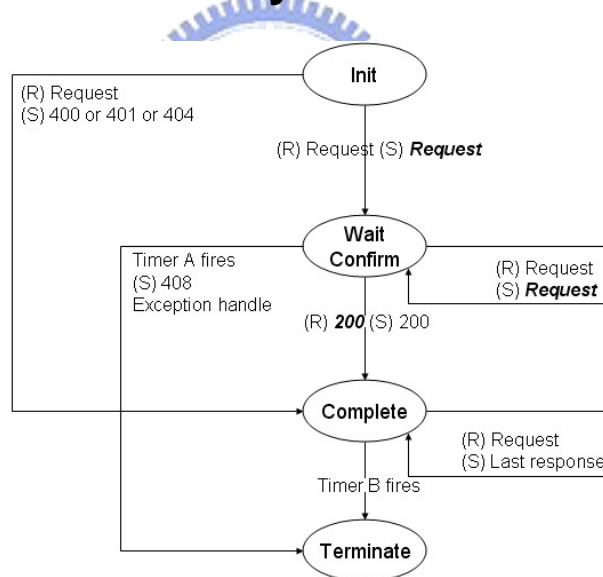 Init
(R) Request
(S) 400 or 401 or 404
(R) Request (S) Request
Wait
Confirm
Timer A fires
(S) 408
Exception handle
(R) Request
(S) Request
(R) 200 (S) 200
Complete
(R) Request
(S) Last response
Timer B fires
Terminate